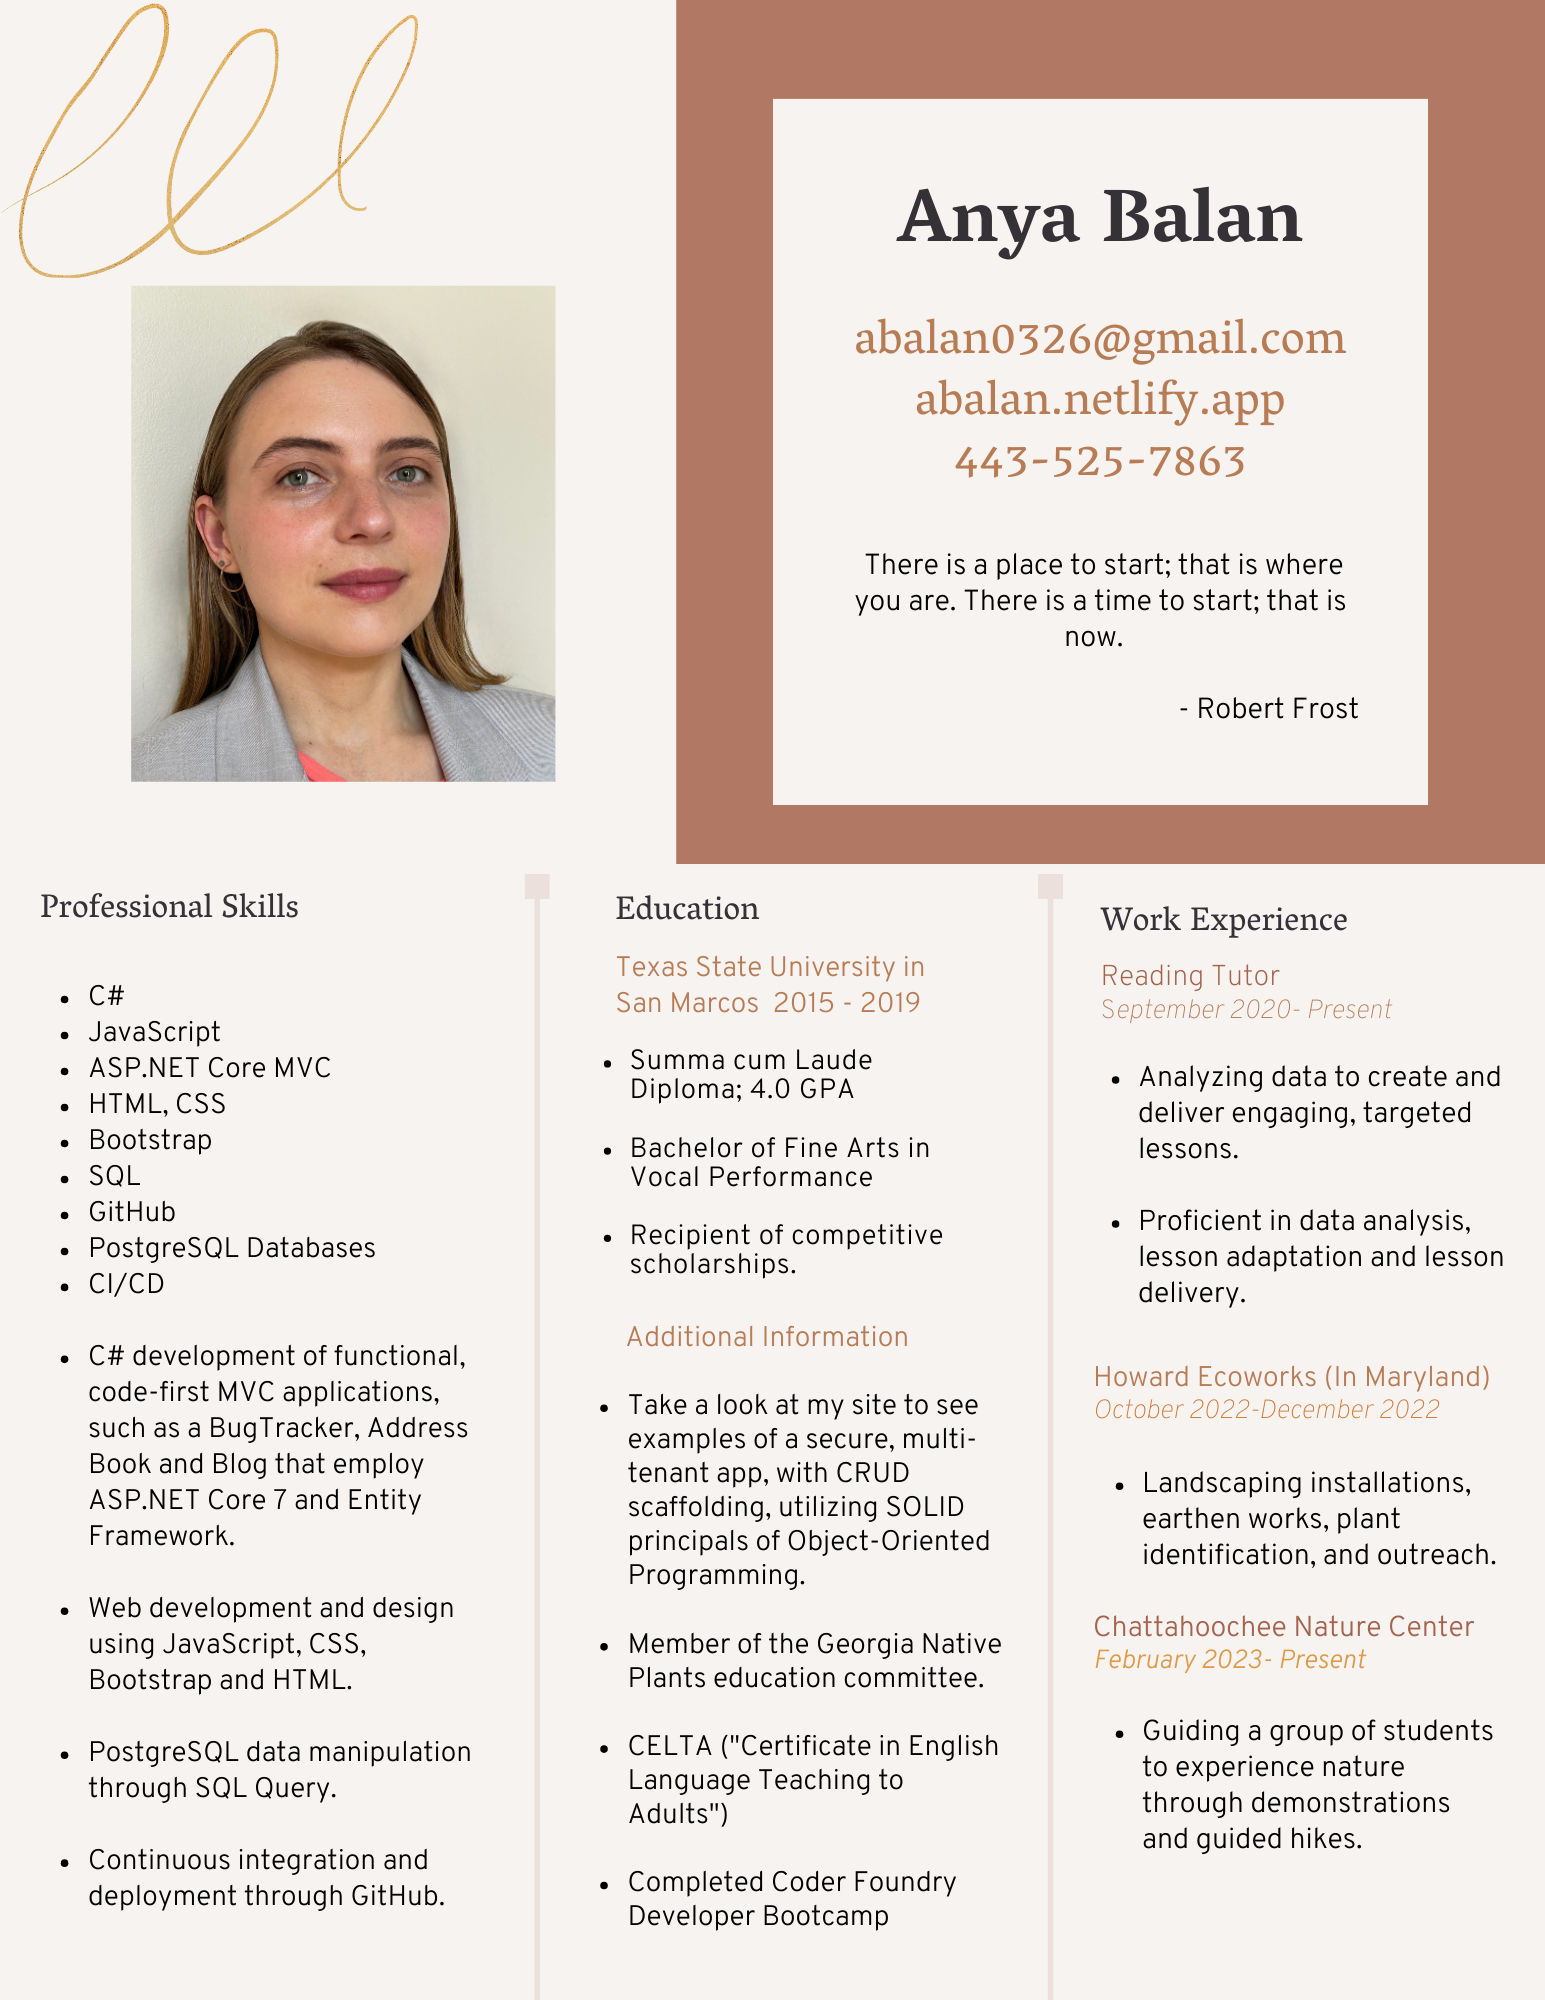 Anya Balan
abalan0326@gmail.com
abalan.netlify.app
443-525-7863
There is a place to start; that is where
you are. There is a time to start; that is
now.
- Robert Frost
Professional Skills
• C#
• JavaScript
• ASP.NET Core MVC
• HTML, CSS
• Bootstrap
• SQL
• GitHub
• PostgreSQL Databases
• CI/CD
• C# development of functional,
code-first MVC applications,
such as a BugTracker, Address
Book and Blog that employ
ASP.NET Core 7 and Entity
Framework.
• Web development and design
using JavaScript, CSS,
Bootstrap and HTML.
• PostgreSQL data manipulation
through SQL Query.
• Continuous integration and
deployment through GitHub.
Education
Texas State University in
San Marcos 2015 - 2019
• Summa cum Laude
Diploma; 4.0 GPA
• Bachelor of Fine Arts in
Vocal Performance
• Recipient of competitive
scholarships.
Additional Information
• Take a look at my site to see
examples of a secure, multi-
tenant app, with CRUD
scaffolding, utilizing SOLID
principals of Object-Oriented
Programming.
• Member of the Georgia Native
Plants education committee.
• CELTA ("Certificate in English
Language Teaching to
Adults")
• Completed Coder Foundry
Developer Bootcamp
Work Experience
Reading Tutor
September 2020- Present
• Analyzing data to create and
deliver engaging, targeted
lessons.
• Proficient in data analysis,
lesson adaptation and lesson
delivery.
Howard Ecoworks (In Maryland)
October 2022-December 2022
• Landscaping installations,
earthen works, plant
identification, and outreach.
Chattahoochee Nature Center
February 2023- Present
• Guiding a group of students
to experience nature
through demonstrations
and guided hikes.